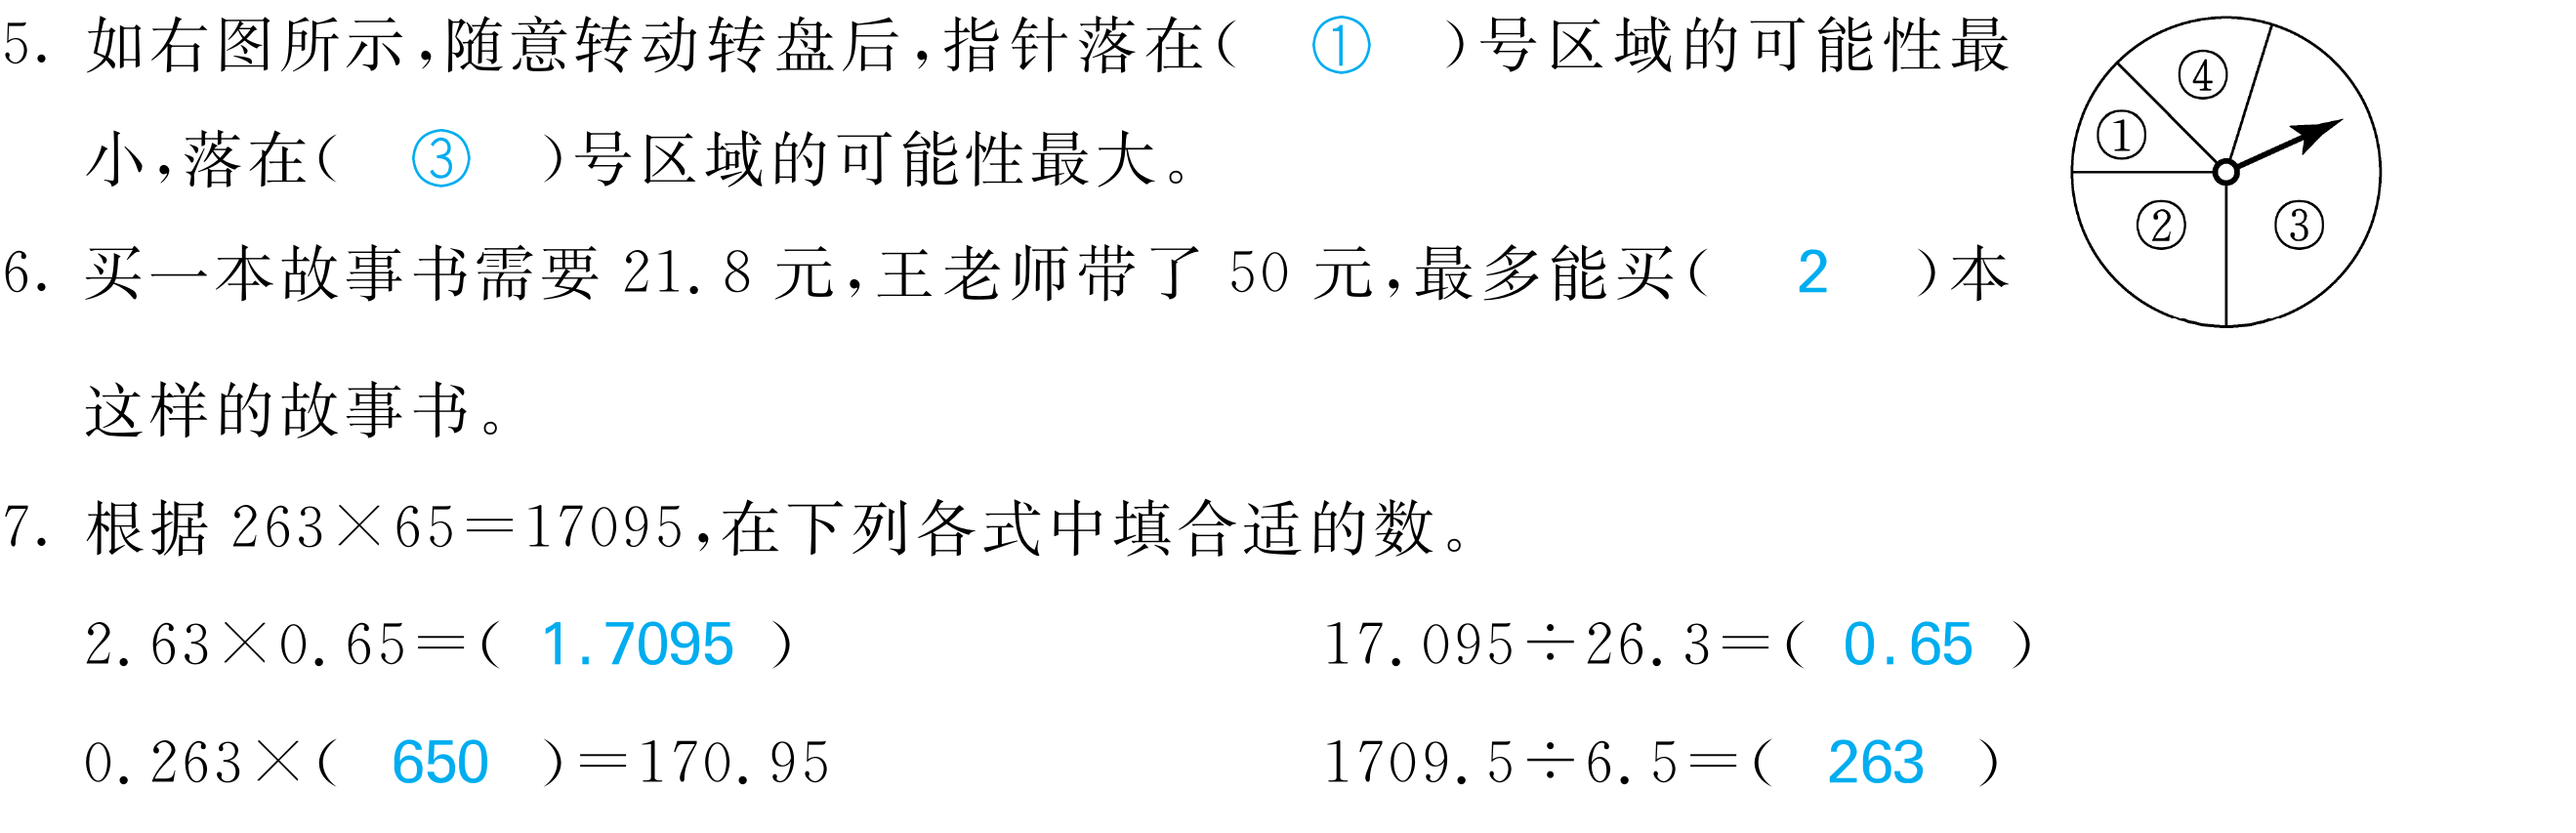 5. 如右图所示,随意转动转盘后,指针落在( ① )号区域的可能性最
小,落在( ③ )号区域的可能性最大。
④
①
②
③
6. 买一本故事书需要 21.8 元,王老师带了 50 元,最多能买( 2 )本
这样的故事书。
7. 根据 263×65=17095,在下列各式中填合适的数。
2.63×0.65=( 1.7095 ) 17.095÷26.3=( 0.65 )
0.263×( 650 )=170.95 1709.5÷6.5=( 263 )